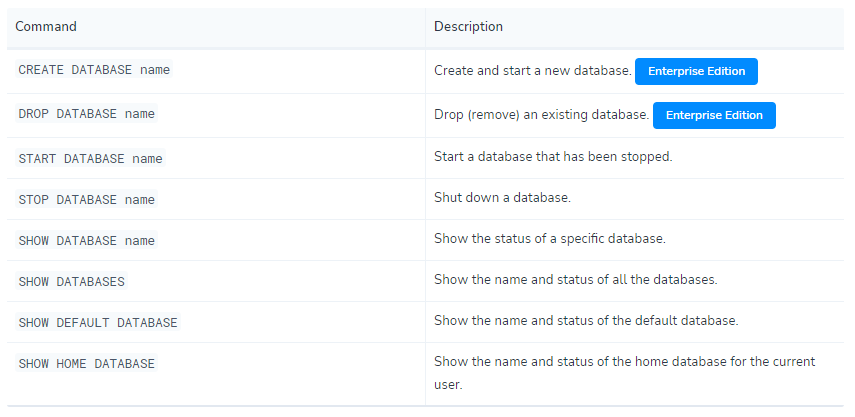 Command Description
CREATE DATABASE name Create and start a new database. Enterprise Edition
DROP DATABASE name Drop (remove) an existing database. Enterprise Edition
START DATABASE name Start a database that has been stopped.
STOP DATABASE name Shut down a database.
SHOW DATABASE name Show the status of a specific database.
SHOW DATABASES Show the name and status of all the databases.
SHOW DEFAULT DATABASE Show the name and status of the default database.
SHOW HOME DATABASE Show the name and status of the home database for the current
user.